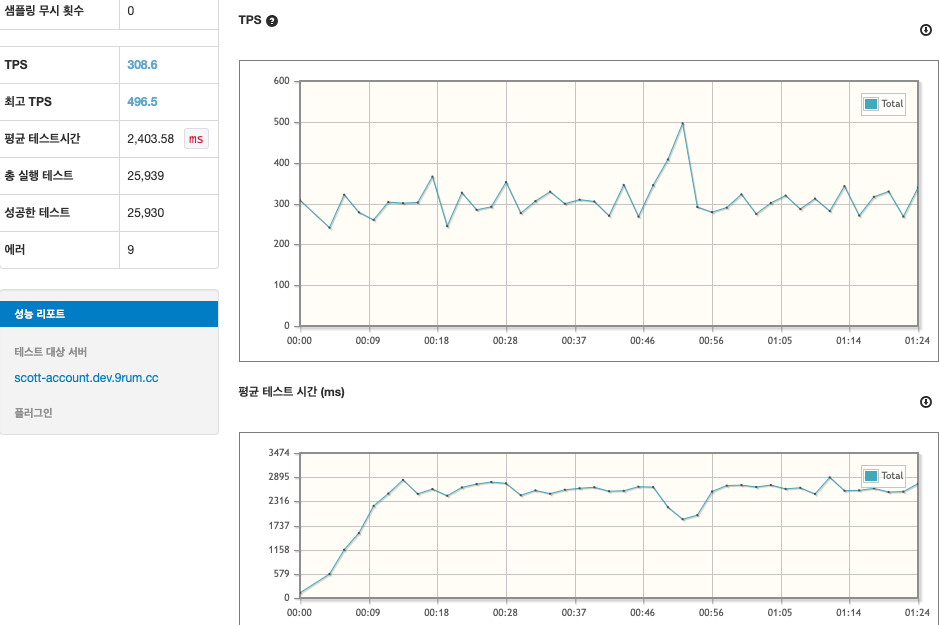 샘플링 무시 횟수 0
TPS 308.6
최고 TPS 496.5
평균 테스트시간 2,403.58 ms
총 실행 테스트 25,939
성공한 테스트 25,930
에러 9
성능 리포트
테스트 대상 서버
scott-account.dev.9rum.cc
플러그인
TPS ?
600
500
400
300
200
100
0
Total
00:00 00:09 00:18 00:28 00:37 00:46 00:56 01:05 01:14 01:24
평균 테스트 시간 (ms)
3474
2895
2316
1737
1158
579
0
Total
00:00 00:09 00:18 00:28 00:37 00:46 00:56 01:05 01:14 01:24